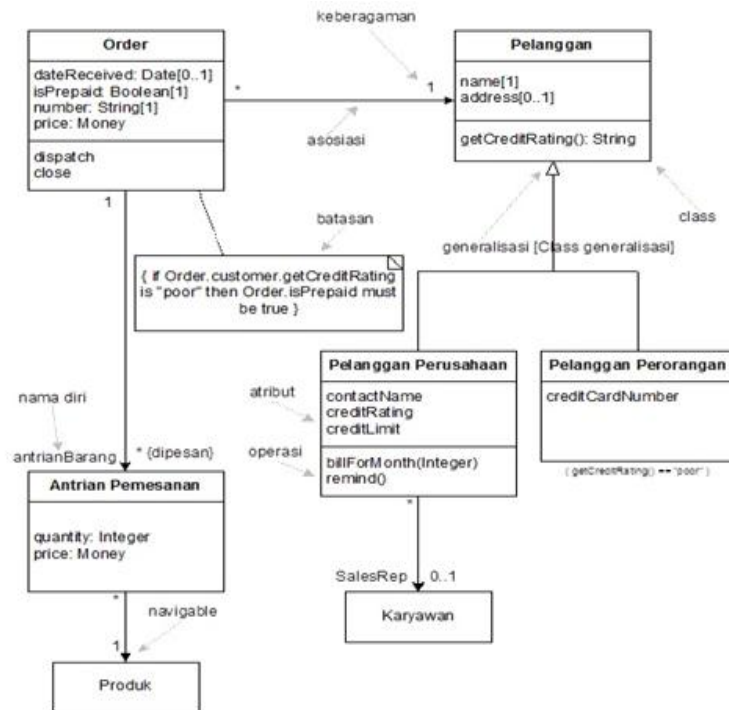 keberagaman
Order
dateReceived: Date[0..1]
isPrepaid: Boolean[1]
number: String[1]
price: Money
dispatch
close
*
1
asosiasi
Pelanggan
name[1]
address[0..1]
getCreditRating(): String
class
generalisasi [Class generalisasi]
1
batasan
{ if Order.customer.getCreditRating
is "poor" then Order.isPrepaid must
be true }
nama diri
antrianBarang
* {dipesan}
Antrian Pemesanan
quantity: Integer
price: Money
*
navigable
1
Produk
atribut
operasi
Pelanggan Perusahaan
contactName
creditRating
creditLimit
billForMonth(Integer)
remind()
*
SalesRep
0..1
Karyawan
Pelanggan Perorangan
creditCardNumber
{ getCreditRating() == "poor" }